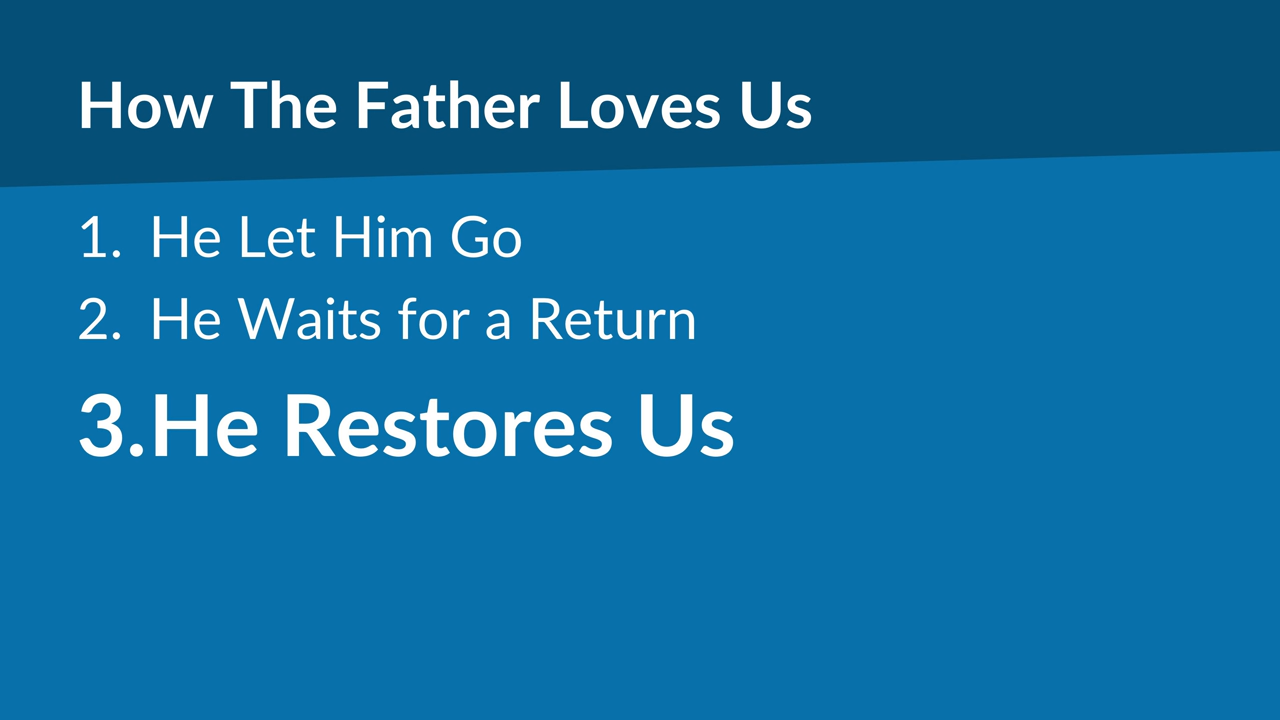 How The Father Loves Us
1. He Let Him Go
2. He Waits for a Return
3.He Restores Us